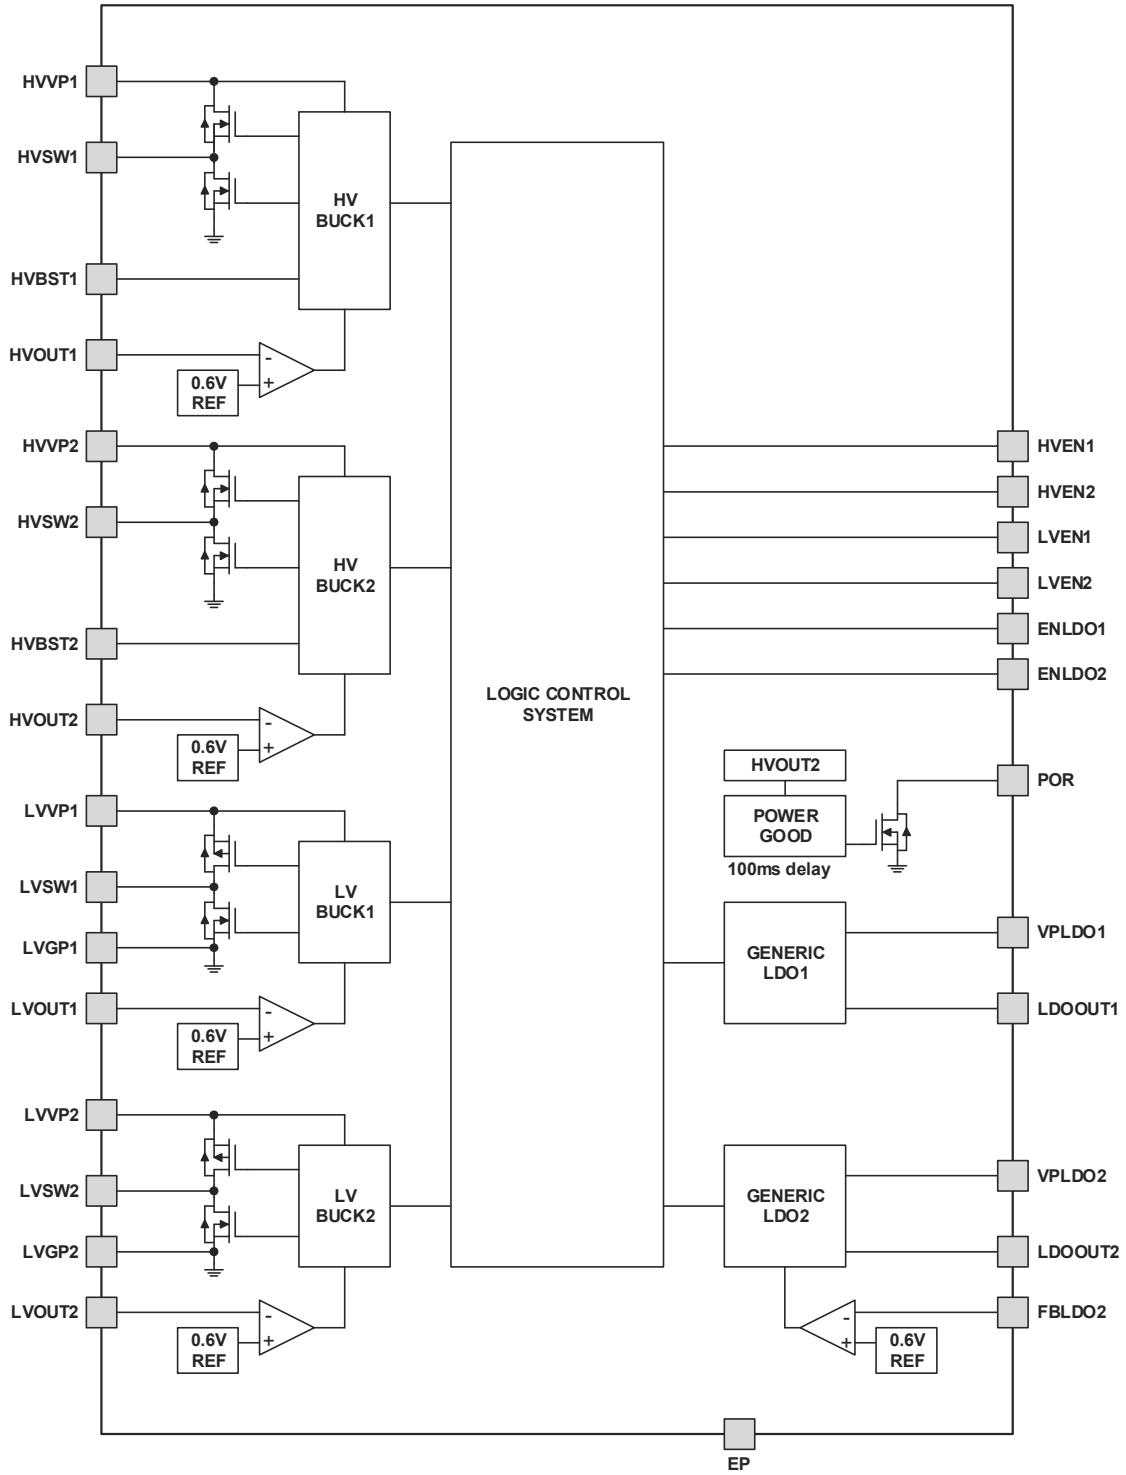 HVVP1
HVSW1
HV
BUCK1
HVBST1
HVOUT1
-
+
0.6V
REF
HVVP2
HVSW2
HV
BUCK2
HVBST2
HVOUT2
-
+
0.6V
REF
LVVP1
LVSW1
LV
BUCK1
LVGP1
LVOUT1
-
+
0.6V
REF
LVVP2
LVSW2
LV
BUCK2
LVGP2
LVOUT2
-
+
0.6V
REF
LOGIC CONTROL
SYSTEM
HVEN1
HVEN2
LVEN1
LVEN2
ENLDO1
ENLDO2
HVOUT2
POWER
GOOD
100ms delay
POR
GENERIC
LDO1
VPLDO1
LDOOUT1
GENERIC
LDO2
VPLDO2
LDOOUT2
FBLDO2
-
+
0.6V
REF
EP